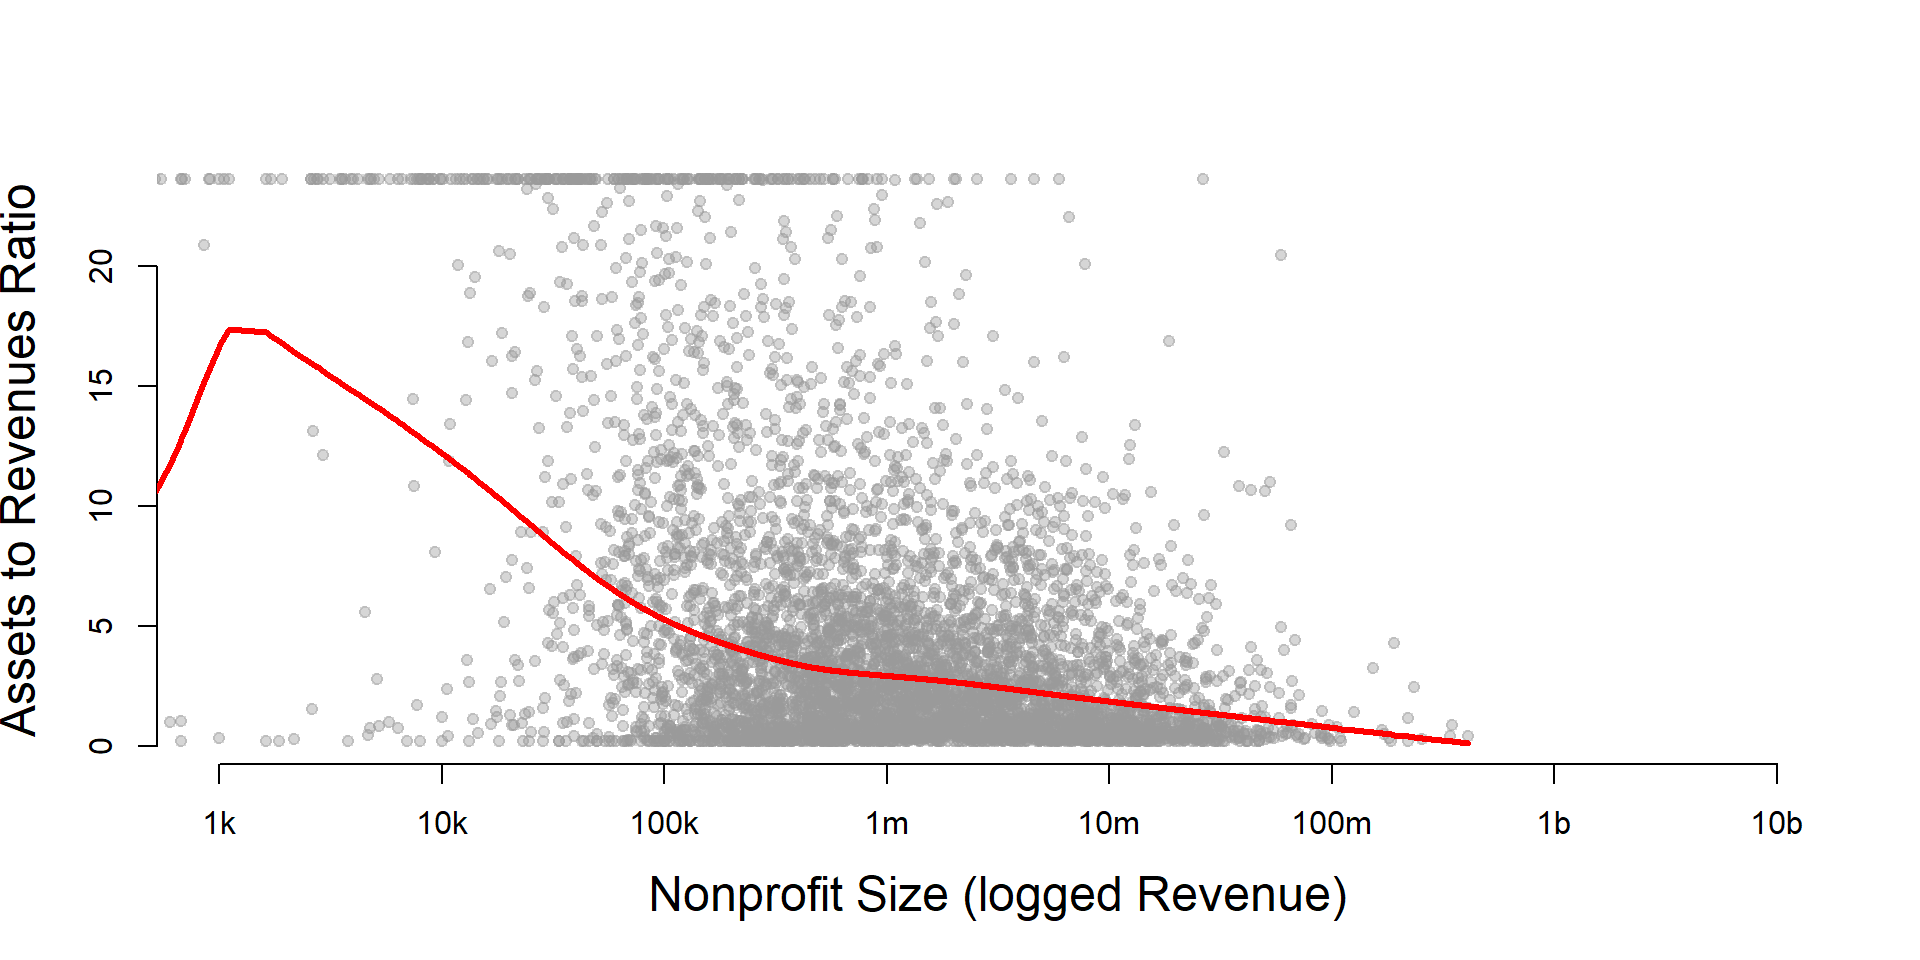 Assets to Revenues Ratio
20
15
10
5
0
1k 10k 100k 1m 10m 100m 1b 10b
Nonprofit Size (logged Revenue)